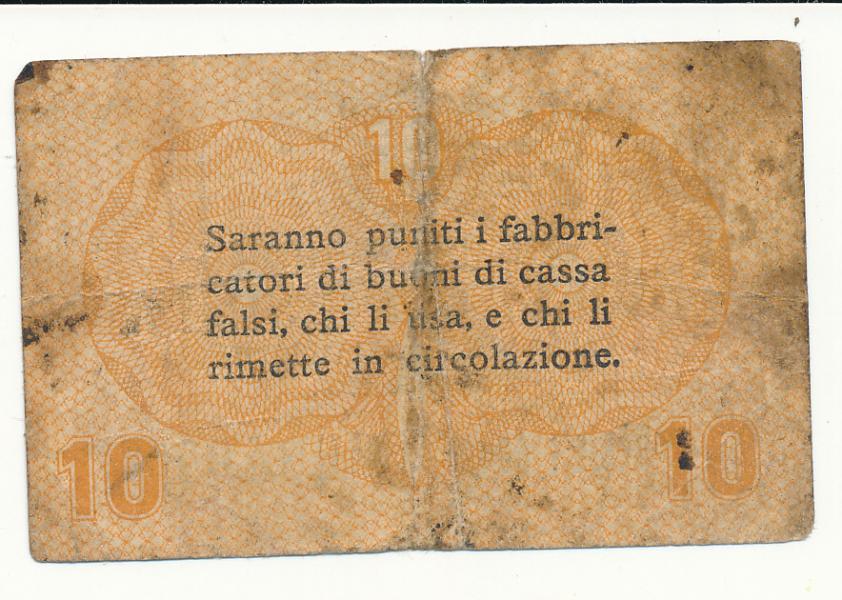 10
Saranno puniti i fabbri-
catori di buoni di cassa
falsi, chi li usa, e chi li
rimette in circolazione.
10 10